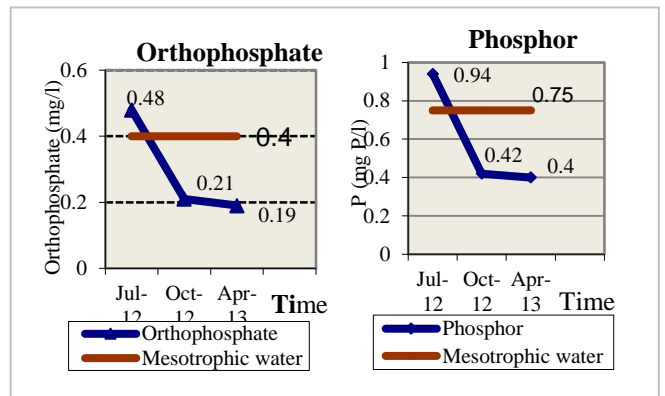 Orthophosphate
Orthophosphate (mg/l)
0.6
0.4
0.2
0
0.48
0.4
0.21
0.19
Jul-12
Oct-12
Apr-13
Time
Orthophosphate
Mesotrophic water
Phosphor
P (mg P/l)
1
0.8
0.6
0.4
0.2
0
0.94
0.75
0.42
0.4
Jul-12
Oct-12
Apr-13
Time
Phosphor
Mesotrophic water